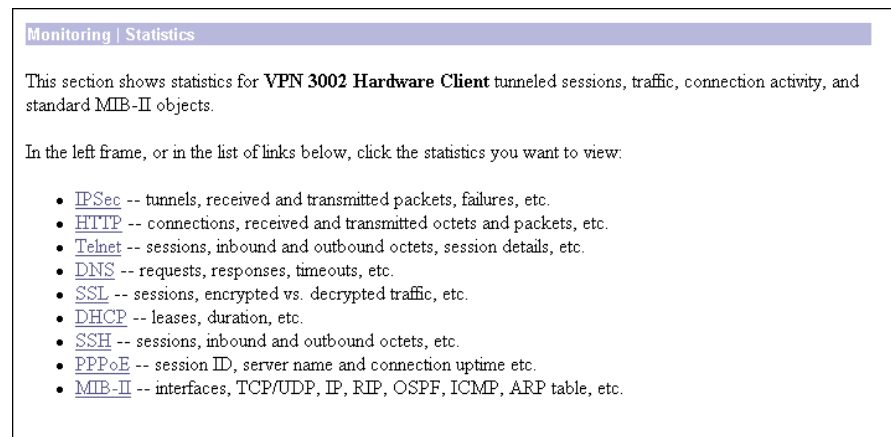 Monitoring | Statistics
This section shows statistics for VPN 3002 Hardware Client tunneled sessions, traffic, connection activity, and
standard MIB-II objects.
In the left frame, or in the list of links below, click the statistics you want to view:
• IPSec -- tunnels, received and transmitted packets, failures, etc.
• HTTP -- connections, received and transmitted octets and packets, etc.
• Telnet -- sessions, inbound and outbound octets, session details, etc.
• DNS -- requests, responses, timeouts, etc.
• SSL -- sessions, encrypted vs. decrypted traffic, etc.
• DHCP -- leases, duration, etc.
• SSH -- sessions, inbound and outbound octets, etc.
• PPPoE -- session ID, server name and connection uptime etc.
• MIB-II -- interfaces, TCP/UDP, IP, RIP, OSPF, ICMP, ARP table, etc.